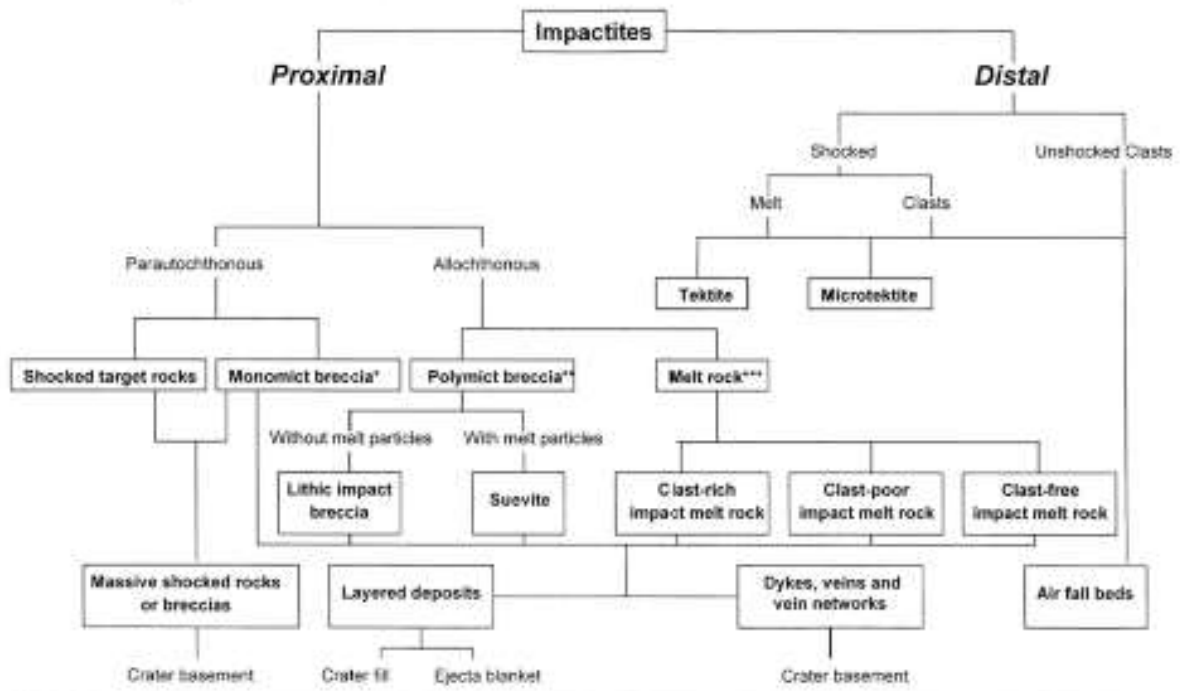 Impactites
Proximal
Distal
Shocked
Unshocked Clasts
Melt
Clasts
Parautochthonous
Allochthonous
Tektite
Microtektite
Shocked target rocks
Monomict breccia*
Polymict breccia**
Melt rock***
Without melt particles
With melt particles
Lithic impact
breccia
Suevite
Clast-rich
impact melt rock
Clast-poor
impact melt rock
Clast-free
impact melt rock
Massive shocked rocks
or breccias
Layered deposits
Dykes, veins and
vein networks
Air fall beds
Crater basement
Crater fill
Ejecta blanket
Crater basement